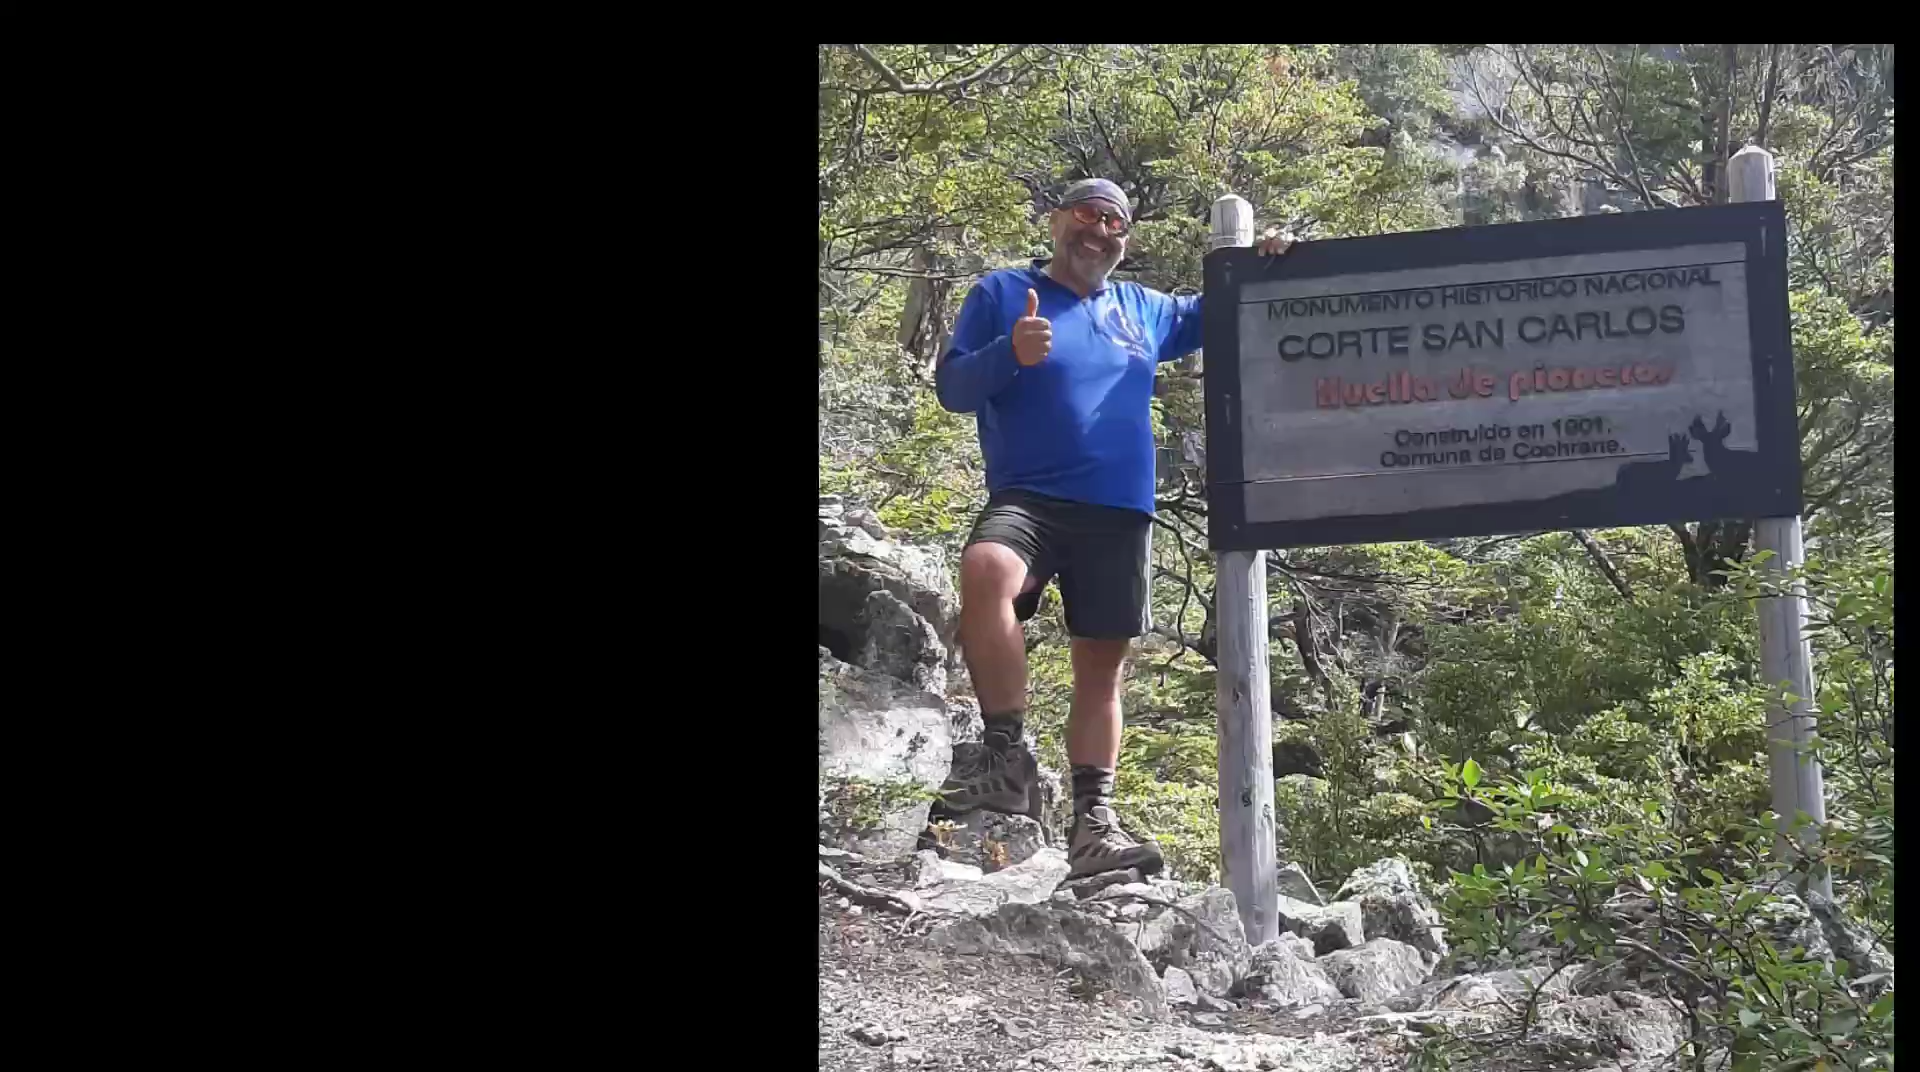 MONUMENTO HISTORICO NACIONAL
CORTE SAN CARLOS
Huella de pioneros
Construido en 1901.
Comuna de Cochrane.